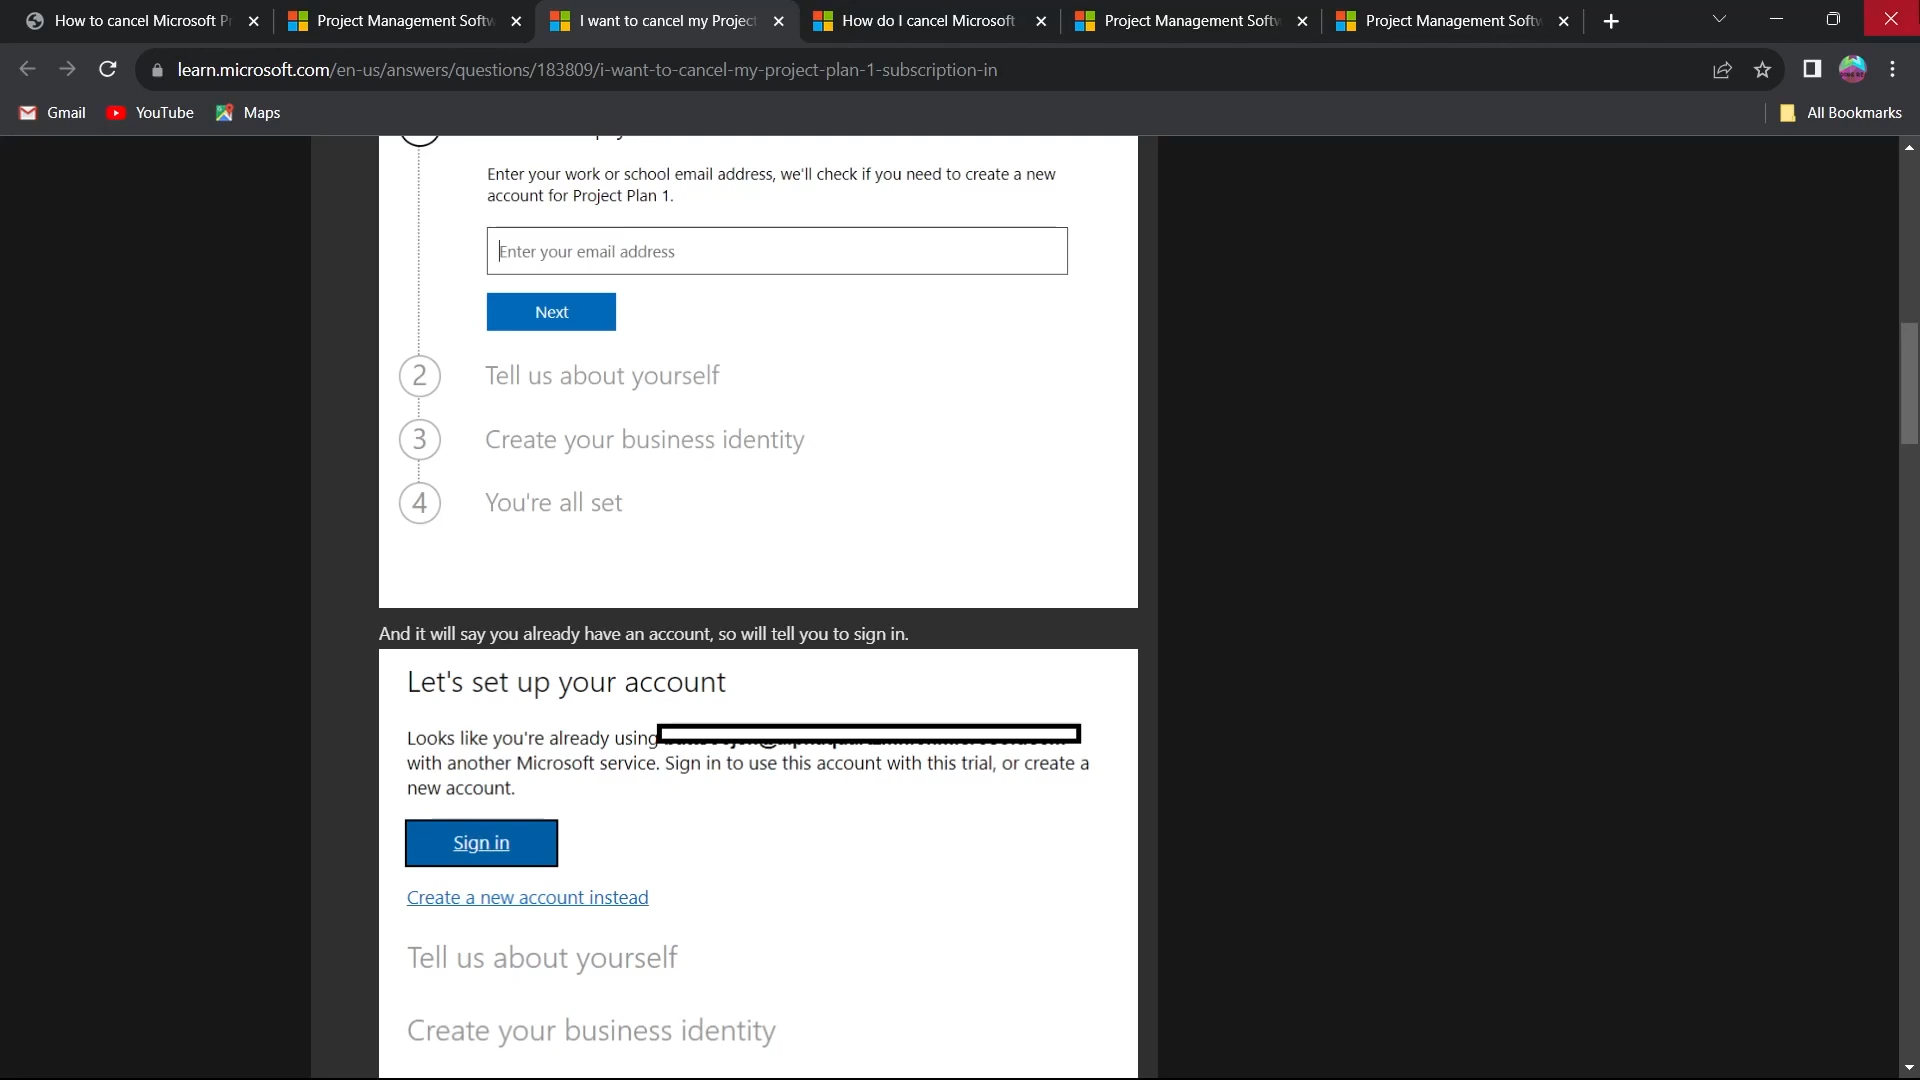 How to cancel Microsoft Pr
Project Management Softw
I want to cancel my Project
How do I cancel Microsoft
Project Management Softw
Project Management Softw
learn.microsoft.com/en-us/answers/questions/183809/i-want-to-cancel-my-project-plan-1-subscription-in
Gmail
YouTube
Maps
All Bookmarks
Enter your work or school email address, we'll check if you need to create a new
account for Project Plan 1.
Enter your email address
Next
2 Tell us about yourself
3 Create your business identity
4 You're all set
And it will say you already have an account, so will tell you to sign in.
Let's set up your account
Looks like you're already using
with another Microsoft service. Sign in to use this account with this trial, or create a
new account.
Sign in
Create a new account instead
Tell us about yourself
Create your business identity